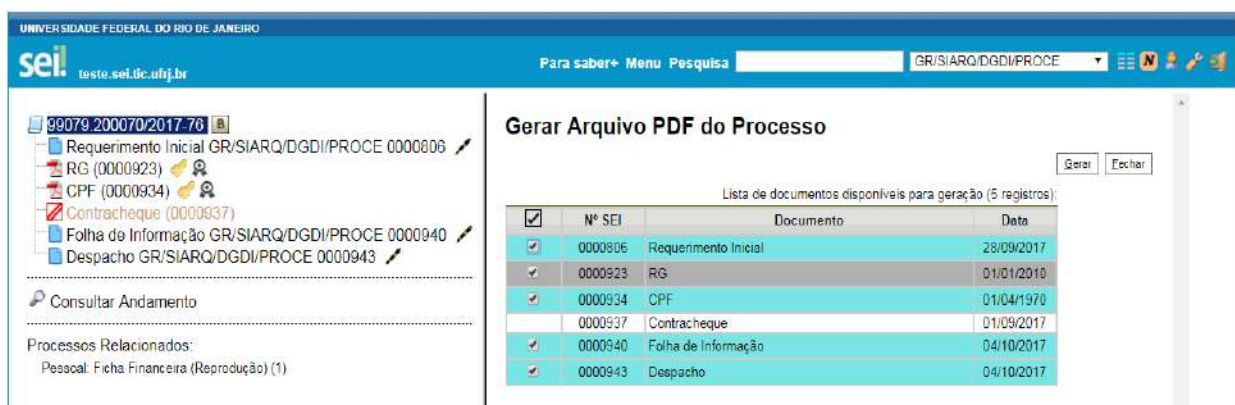 UNIVERSIDADE FEDERAL DO RIO DE JANEIRO
sei! teste.sei.tic.ufrj.br
Para saber+ Menu Pesquisa GR/SIARQ/DGDI/PROCE
N
99079.200070/2017-76 B
Requerimento Inicial GR/SIARQ/DGDI/PROCE 0000806
RG (0000923)
CPF (0000934)
Contracheque (0000937)
Folha de Informação GR/SIARQ/DGDI/PROCE 0000940
Despacho GR/SIARQ/DGDI/PROCE 0000943
Consultar Andamento
Processos Relacionados:
Pessoal: Ficha Financeira (Reprodução) (1)
Gerar Arquivo PDF do Processo
Gerar Fechar
Lista de documentos disponíveis para geração (5 registros):
Nº SEI Documento Data
0000806 Requerimento Inicial 28/09/2017
0000923 RG 01/01/2010
0000934 CPF 01/04/1970
0000937 Contracheque 01/09/2017
0000940 Folha de Informação 04/10/2017
0000943 Despacho 04/10/2017